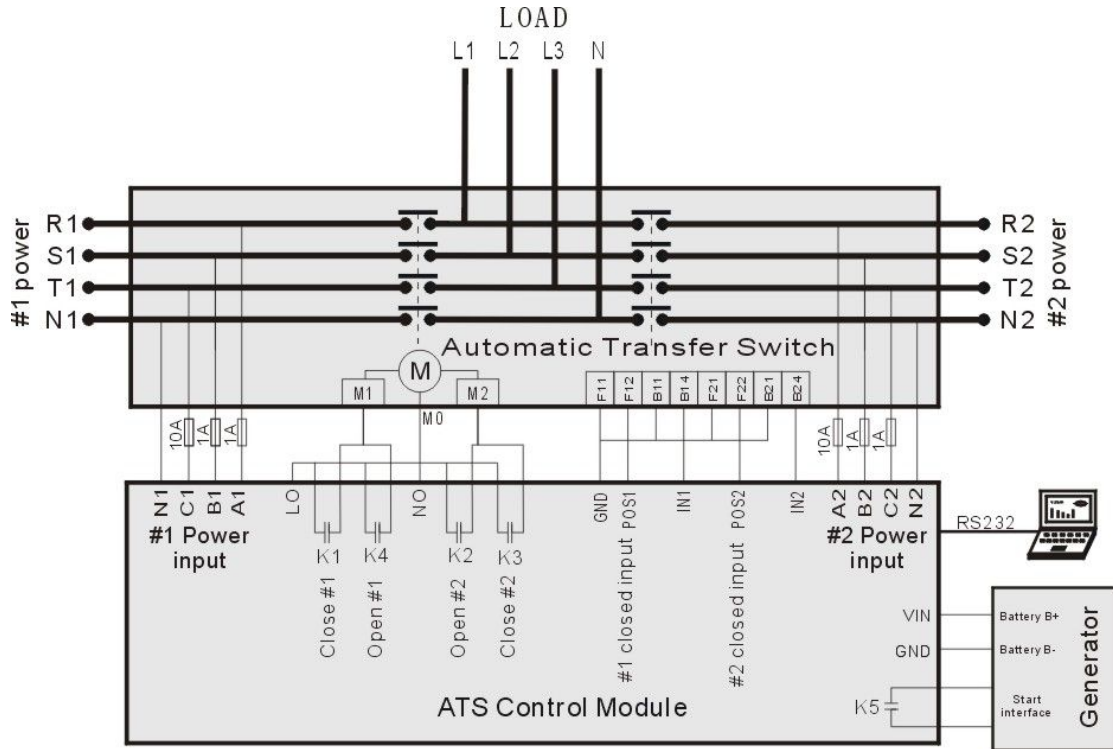 LOAD
L1 L2 L3 N
#1 power
R1
S1
T1
N1
R2
S2
T2
N2
#2 power
Automatic Transfer Switch
M
M1
M2
M0
F11 F12 B11 B14 F21 F22 B21 B24
10A 1A 1A
10A 1A 1A
N1 C1 B1 A1
#1 Power
input
LO
NO
K1 K4 K2 K3
Close #1
Open #1
Open #2
Close #2
GND
#1 closed input POS1
IN1
#2 closed input POS2
IN2
A2 B2 C2 N2
#2 Power
input
RS232
VIN
GND
K5
Battery B+
Battery B-
Start
interface
Generator
ATS Control Module